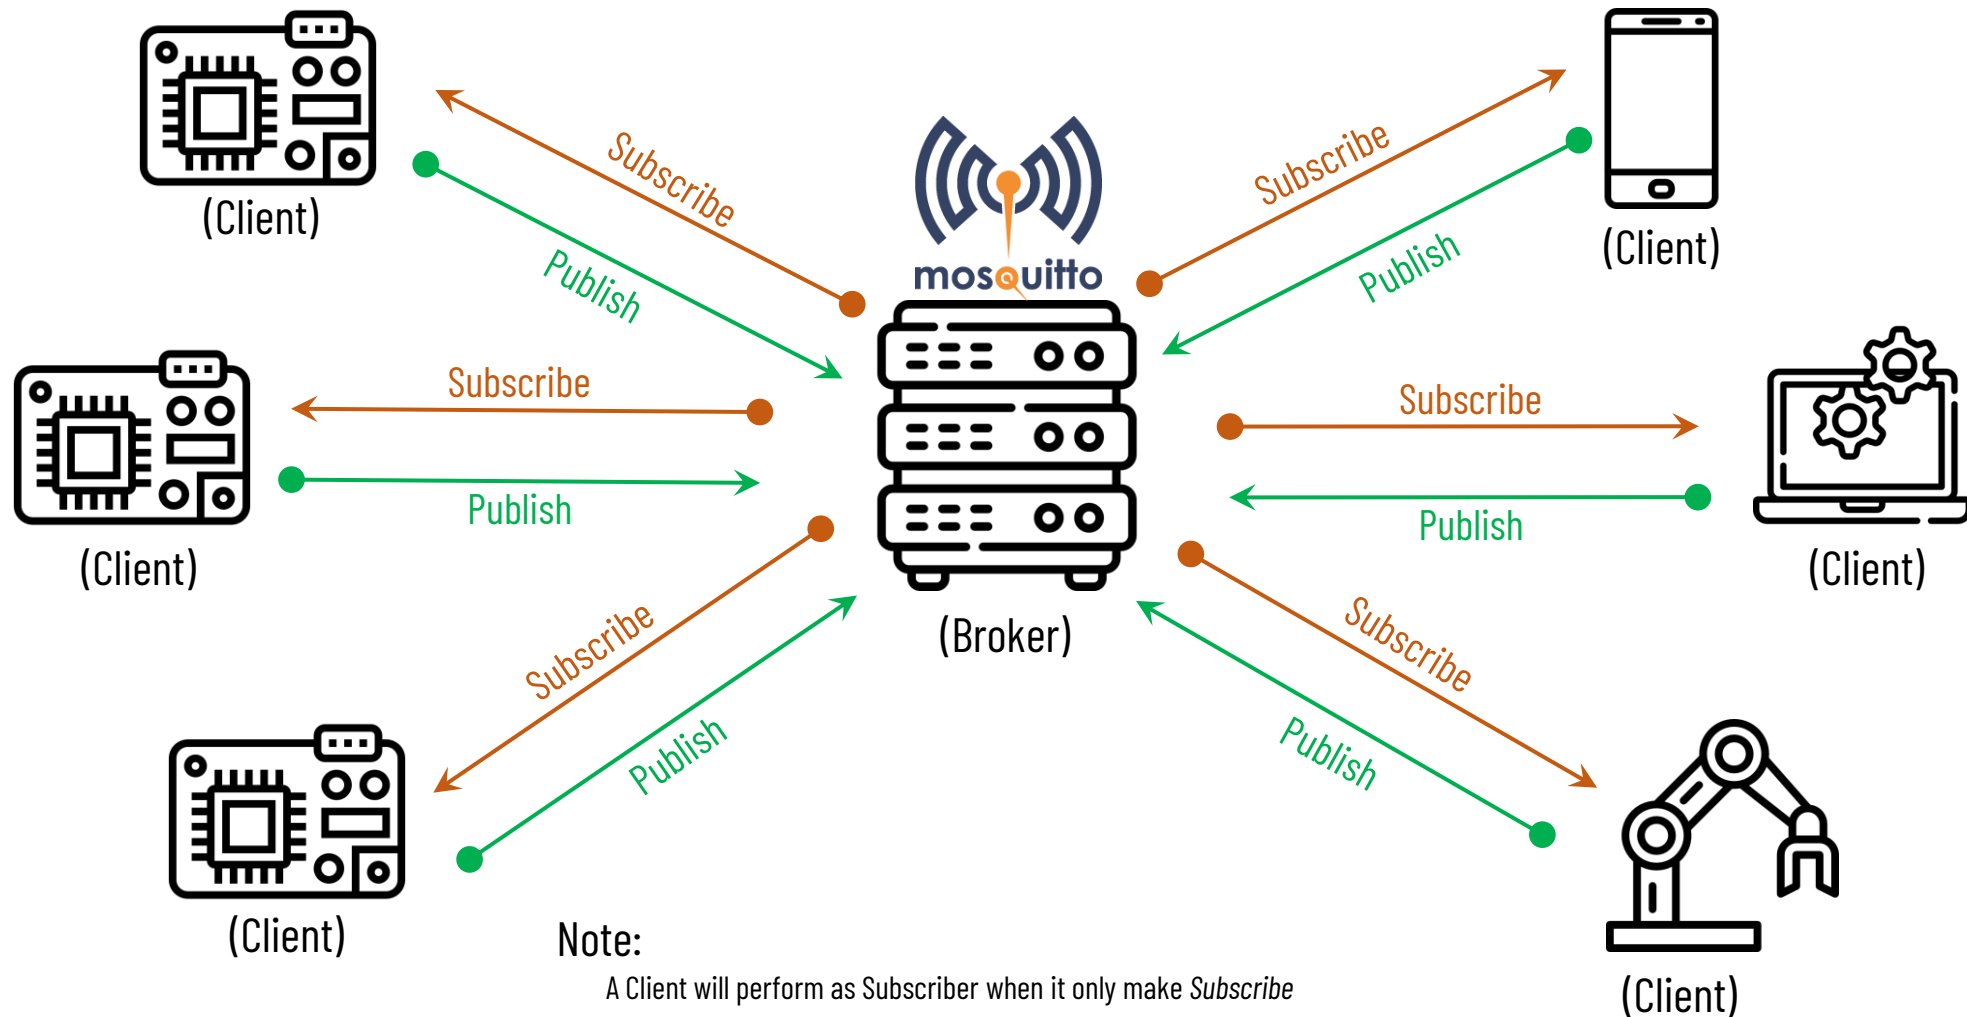 Subscribe
Publish
(Client)
mosquitto
Subscribe
Publish
(Client)
Subscribe
Publish
(Client)
Subscribe
Publish
(Client)
(Broker)
Subscribe
Publish
(Client)
Subscribe
Publish
(Client)
Note:
A Client will perform as Subscriber when it only make Subscribe